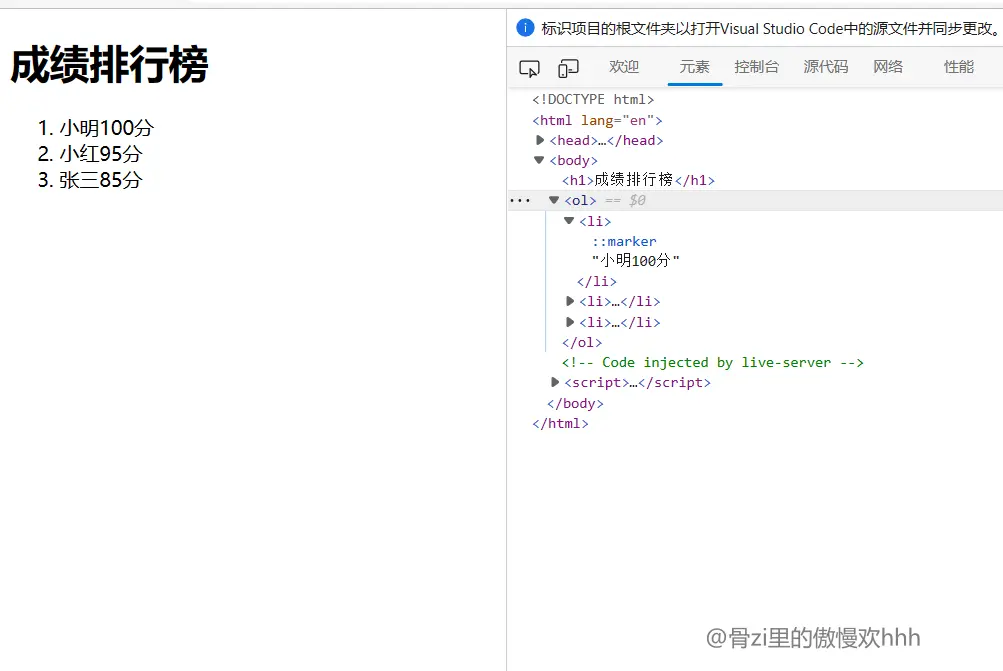 成绩排行榜
1. 小明100分
2. 小红95分
3. 张三85分
标识项目的根文件夹以打开Visual Studio Code中的源文件并同步更改。
欢迎 元素 控制台 源代码 网络 性能
<!DOCTYPE html>
<html lang="en">
<head>…</head>
<body>
<h1>成绩排行榜</h1>
<ol> == $0
<li>
::marker
"小明100分"
</li>
<li>…</li>
<li>…</li>
</ol>
<!-- Code injected by live-server -->
<script>…</script>
</body>
</html>
@骨zi里的傲慢欢hhh